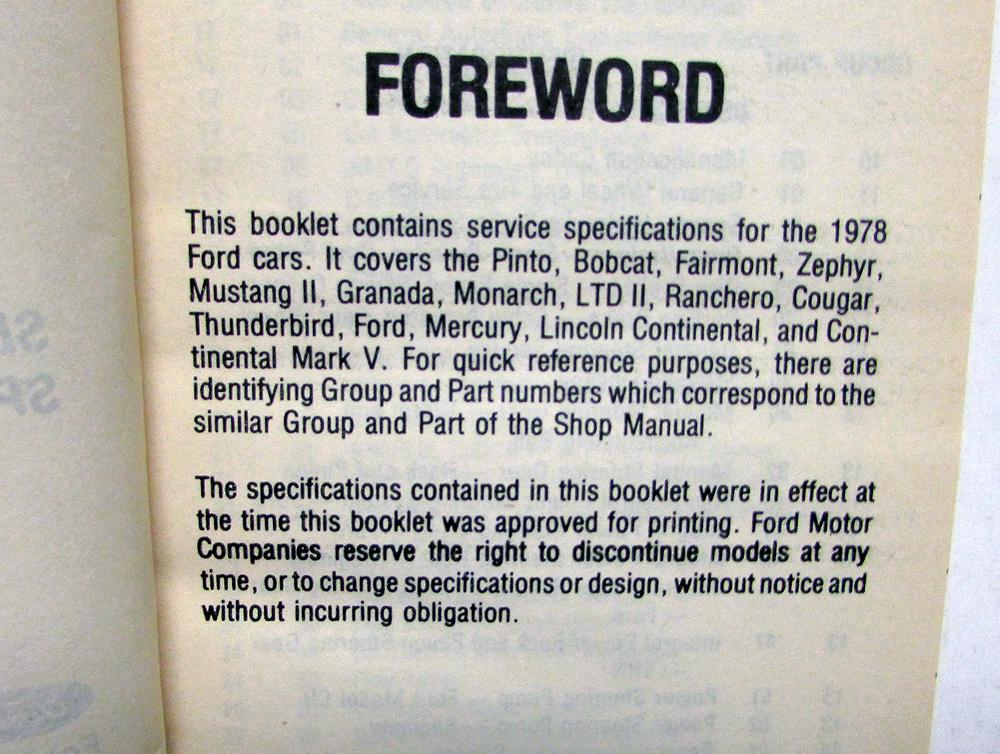 FOREWORD
This booklet contains service specifications for the 1978
Ford cars. It covers the Pinto, Bobcat, Fairmont, Zephyr,
Mustang II, Granada, Monarch, LTD II, Ranchero, Cougar,
Thunderbird, Ford, Mercury, Lincoln Continental, and Con-
tinental Mark V. For quick reference purposes, there are
identifying Group and Part numbers which correspond to the
similar Group and Part of the Shop Manual.
The specifications contained in this booklet were in effect at
the time this booklet was approved for printing. Ford Motor
Companies reserve the right to discontinue models at any
time, or to change specifications or design, without notice and
without incurring obligation.